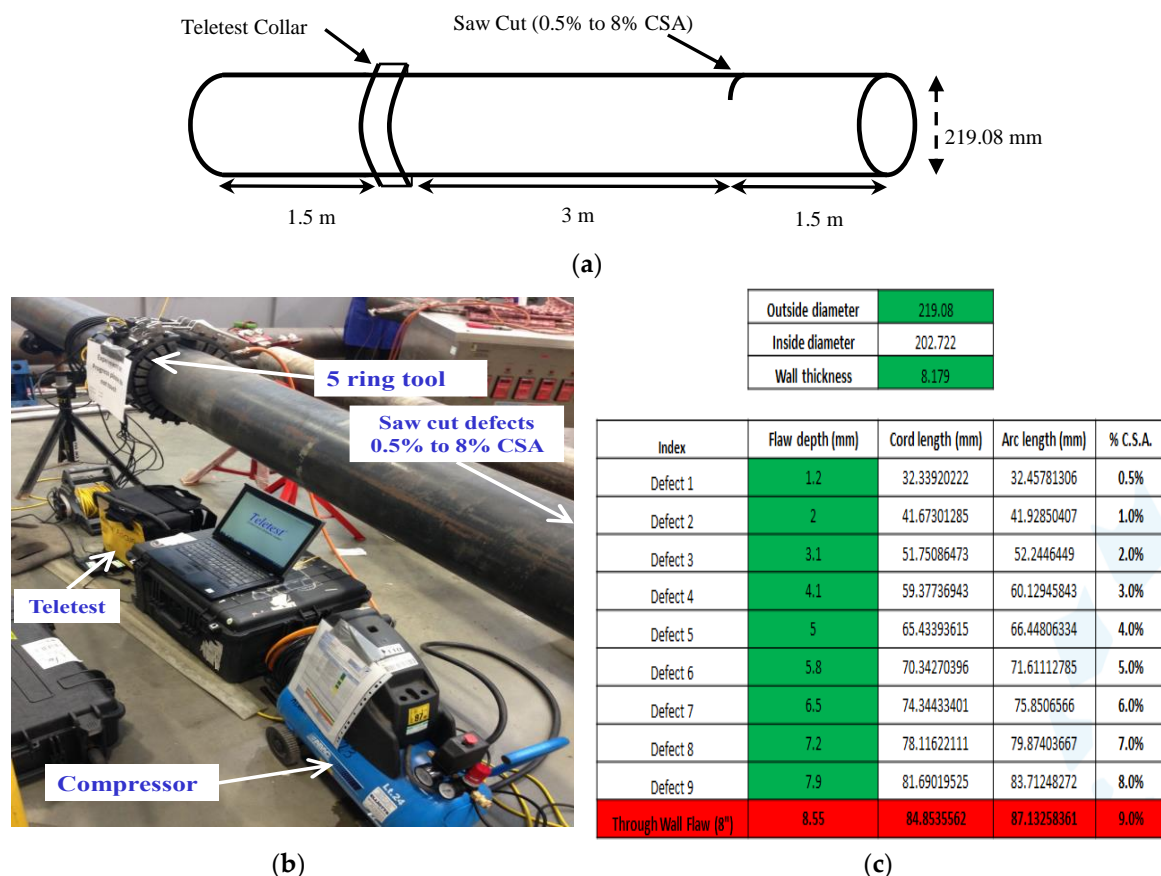 Teletest Collar
Saw Cut (0.5% to 8% CSA)
219.08 mm
1.5 m
3 m
1.5 m
(a)
5 ring tool
Saw cut defects
0.5% to 8% CSA
Teletest
Teletest
Compressor
Lt.24
(b)
Outside diameter 219.08
Inside diameter 202.722
Wall thickness 8.179
Index Flaw depth (mm) Cord length (mm) Arc length (mm) % C.S.A.
Defect 1 1.2 32.33920222 32.45781306 0.5%
Defect 2 2 41.67301285 41.92850407 1.0%
Defect 3 3.1 51.75086473 52.2446449 2.0%
Defect 4 4.1 59.37736943 60.12945843 3.0%
Defect 5 5 65.43393615 66.44806334 4.0%
Defect 6 5.8 70.34270396 71.61112785 5.0%
Defect 7 6.5 74.34433401 75.8506566 6.0%
Defect 8 7.2 78.11622111 79.87403667 7.0%
Defect 9 7.9 81.69019525 83.71248272 8.0%
Through Wall Flaw (8") 8.55 84.8535562 87.13258361 9.0%
(c)